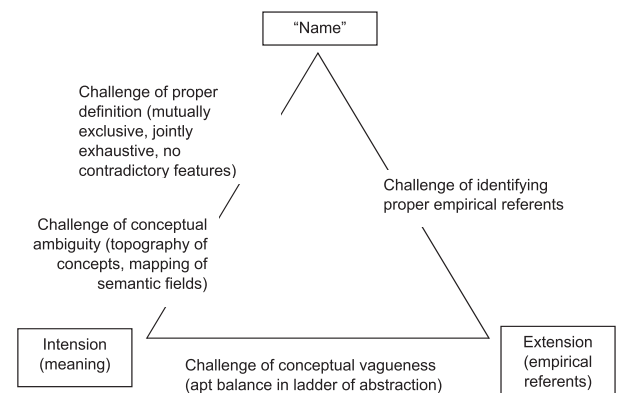 “Name”
Challenge of proper
definition (mutually
exclusive, jointly
exhaustive, no
contradictory features)
Challenge of identifying
proper empirical referents
Challenge of conceptual
ambiguity (topography of
concepts, mapping of
semantic fields)
Intension
(meaning)
Challenge of conceptual vagueness
(apt balance in ladder of abstraction)
Extension
(empirical
referents)